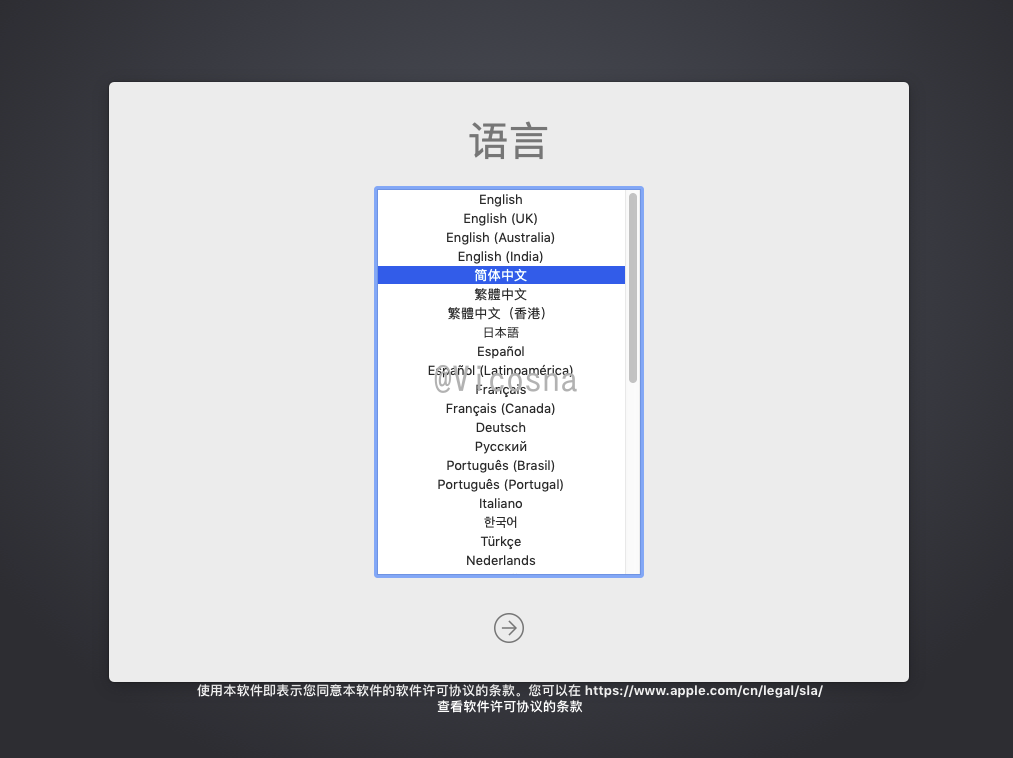 语言
English
English (UK)
English (Australia)
English (India)
简体中文
繁體中文
繁體中文（香港）
日本語
Español
Español (Latinoamérica)
@Vicosna
Français
Français (Canada)
Deutsch
Русский
Português (Brasil)
Português (Portugal)
Italiano
한국어
Türkçe
Nederlands
使用本软件即表示您同意本软件的软件许可协议的条款。您可以在 https://www.apple.com/cn/legal/sla/
查看软件许可协议的条款